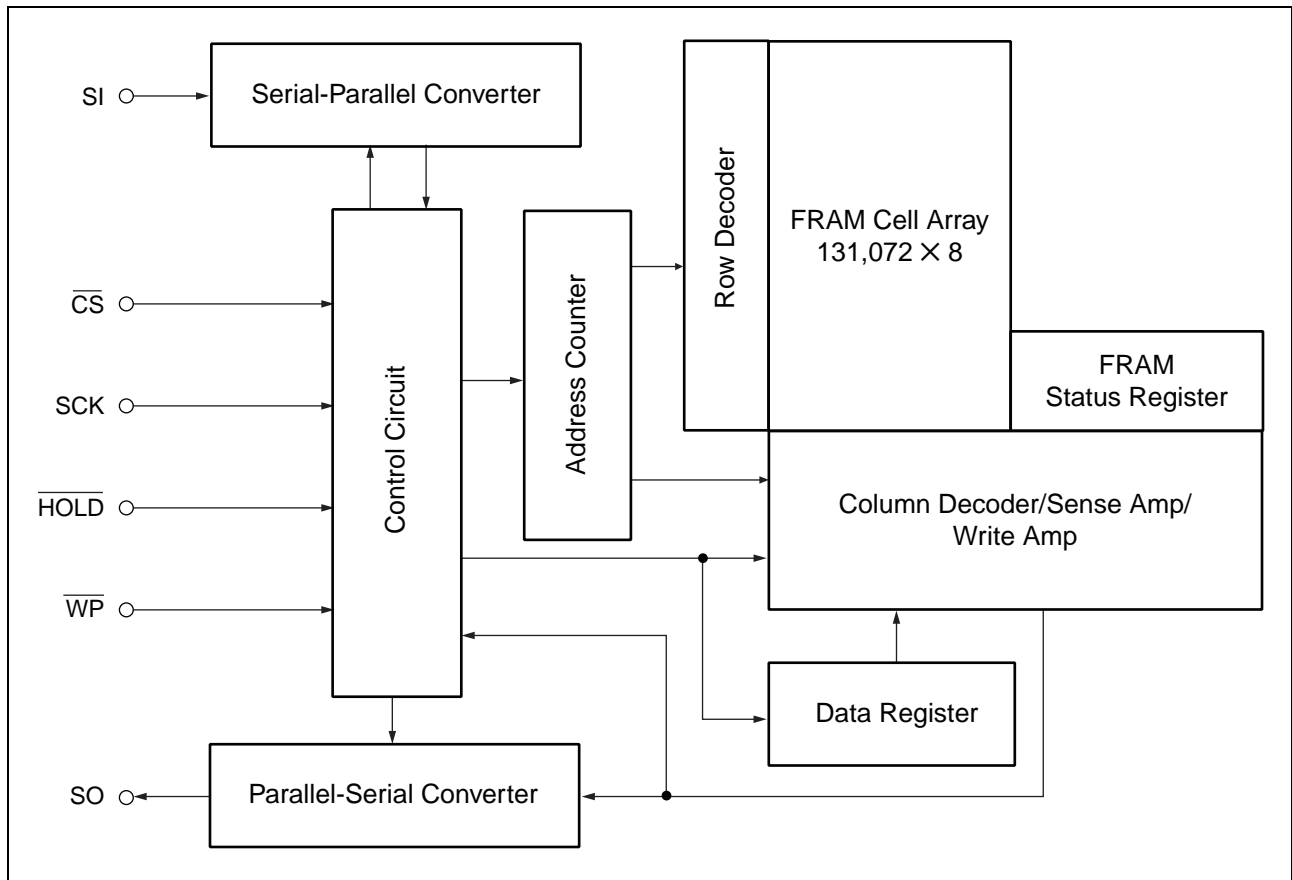 SI
Serial-Parallel Converter
Row Decoder
FRAM Cell Array
131,072 × 8
CS
Control Circuit
Address Counter
FRAM
Status Register
SCK
HOLD
Column Decoder/Sense Amp/
Write Amp
WP
Data Register
SO
Parallel-Serial Converter